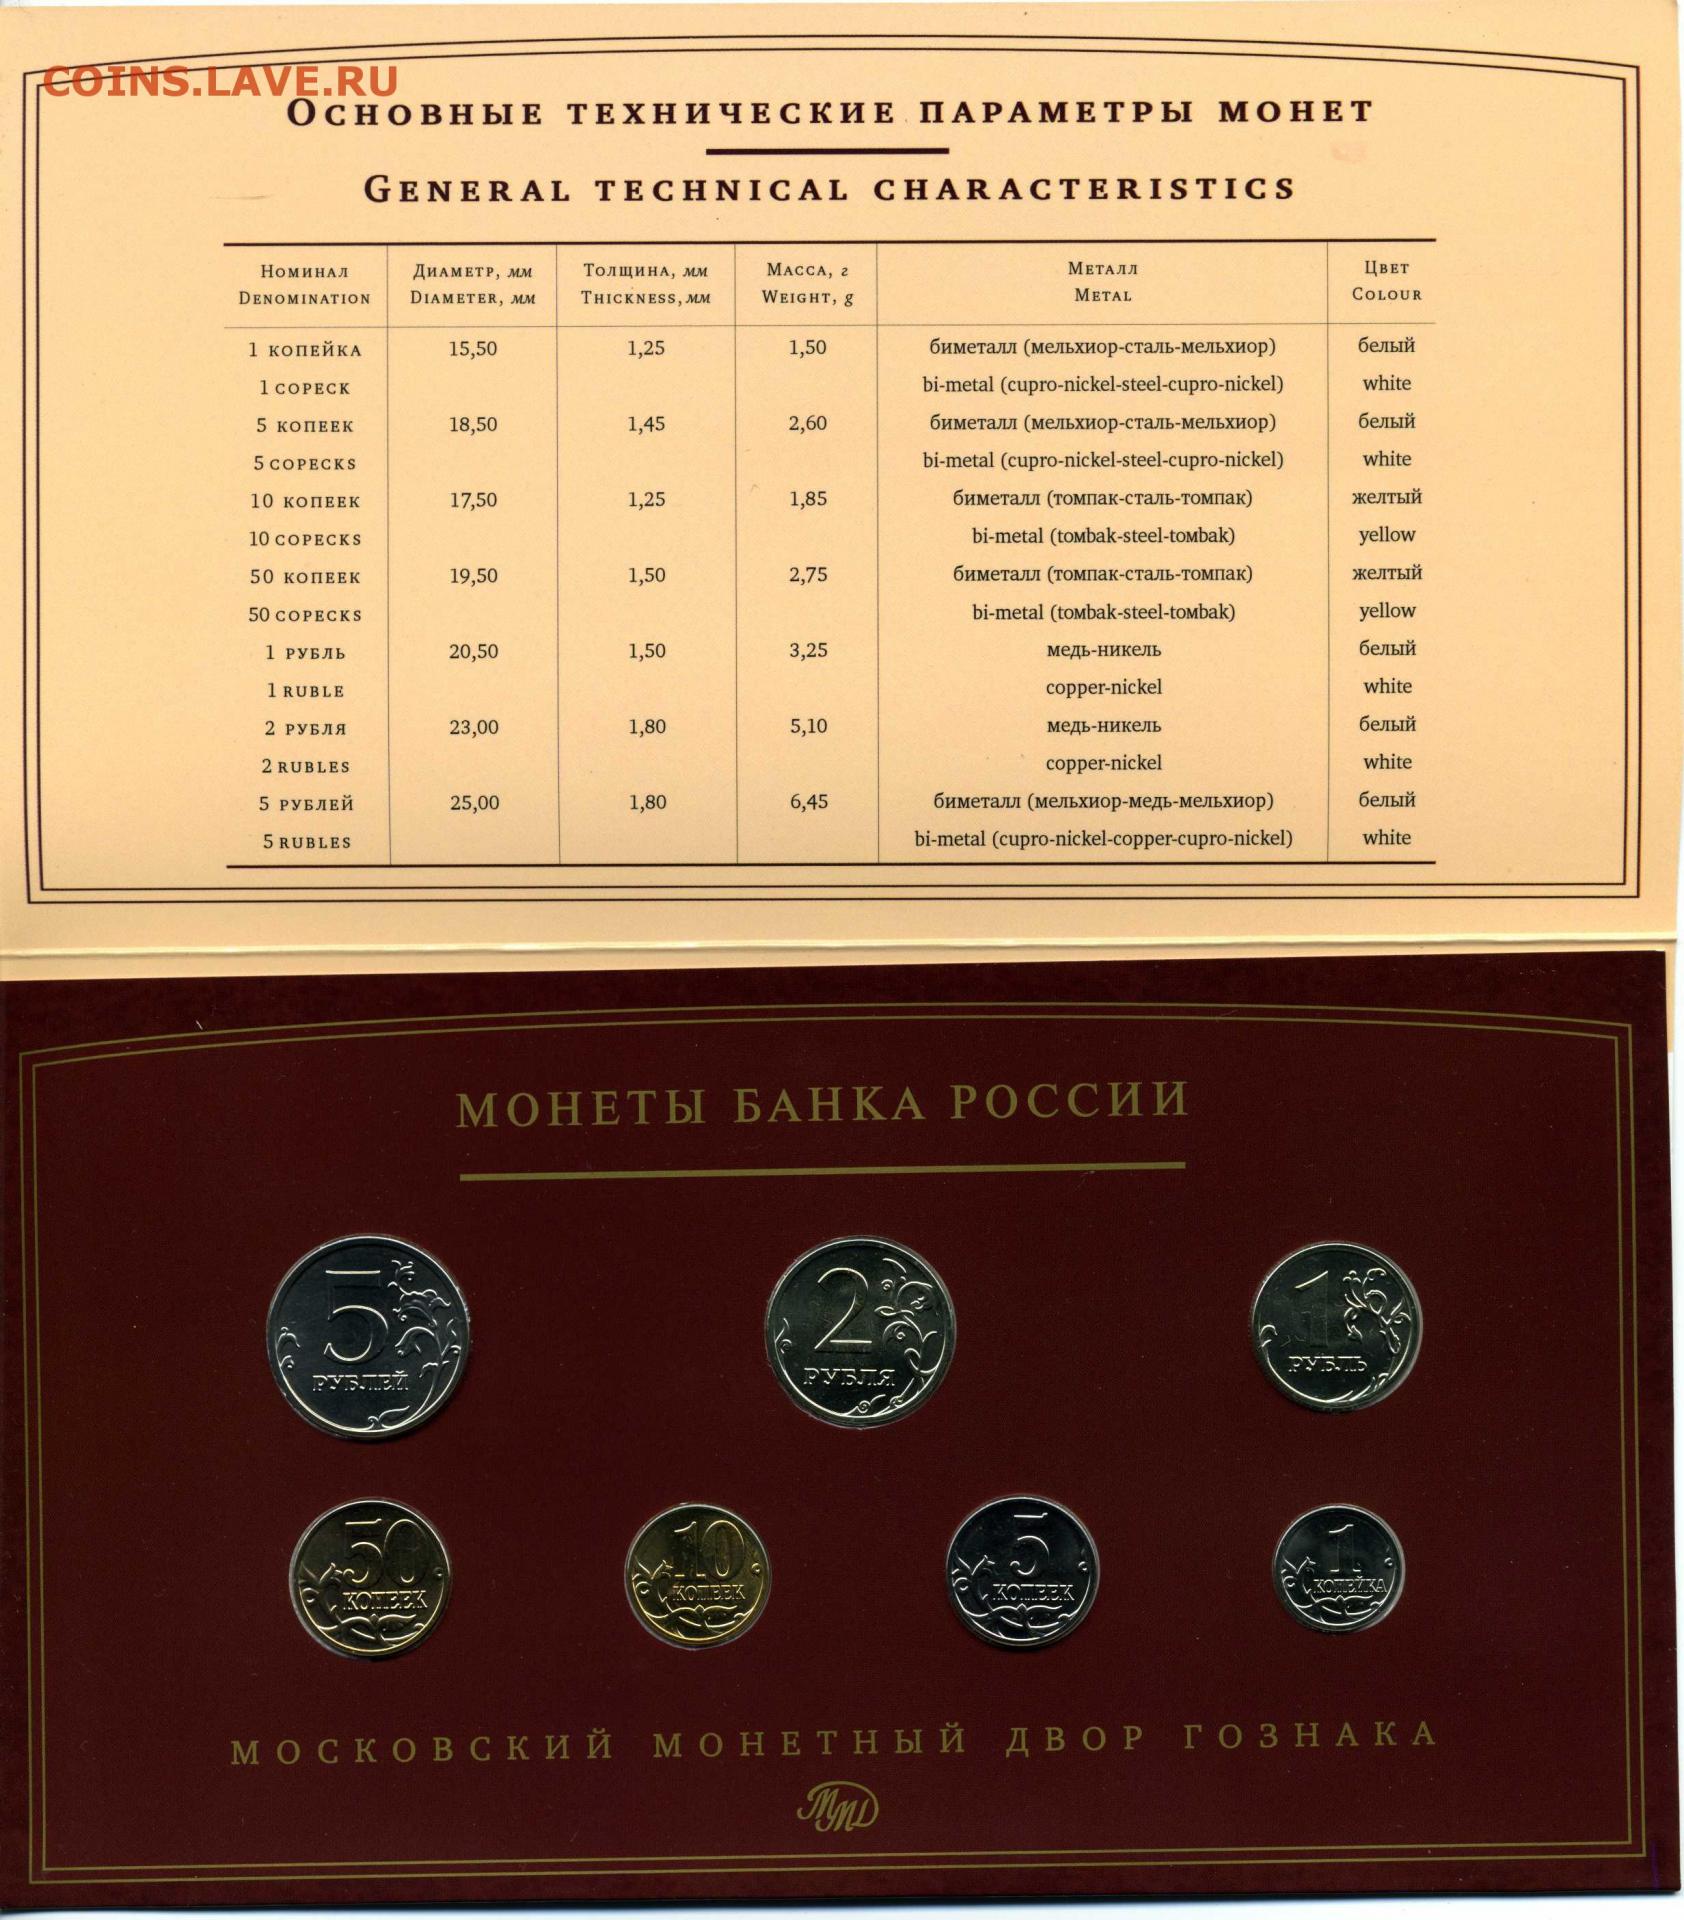 COINS.LAVE.RU
Основные технические параметры монет
General technical characteristics
Номинал Диаметр, мм Толщина, мм Масса, г Металл Цвет
Denomination Diameter, мм Thickness, мм Weight, g Metal Colour
1 копейка 15,50 1,25 1,50 биметалл (мельхиор-сталь-мельхиор) белый
1 copeck bi-metal (cupro-nickel-steel-cupro-nickel) white
5 копеек 18,50 1,45 2,60 биметалл (мельхиор-сталь-мельхиор) белый
5 copecks bi-metal (cupro-nickel-steel-cupro-nickel) white
10 копеек 17,50 1,25 1,85 биметалл (томпак-сталь-томпак) желтый
10 copecks bi-metal (toмbak-steel-toмbak) yellow
50 копеек 19,50 1,50 2,75 биметалл (томпак-сталь-томпак) желтый
50 copecks bi-metal (toмbak-steel-toмbak) yellow
1 рубль 20,50 1,50 3,25 медь-никель белый
1 ruble copper-nickel white
2 рубля 23,00 1,80 5,10 медь-никель белый
2 rubles copper-nickel white
5 рублей 25,00 1,80 6,45 биметалл (мельхиор-медь-мельхиор) белый
5 rubles bi-metal (cupro-nickel-copper-cupro-nickel) white
МОНЕТЫ БАНКА РОССИИ
5
РУБЛЕЙ
2
РУБЛЯ
1
РУБЛЬ
50
КОПЕЕК
10
КОПЕЕК
5
КОПЕЕК
1
КОПЕЙКА
МОСКОВСКИЙ МОНЕТНЫЙ ДВОР ГОЗНАКА
ММД